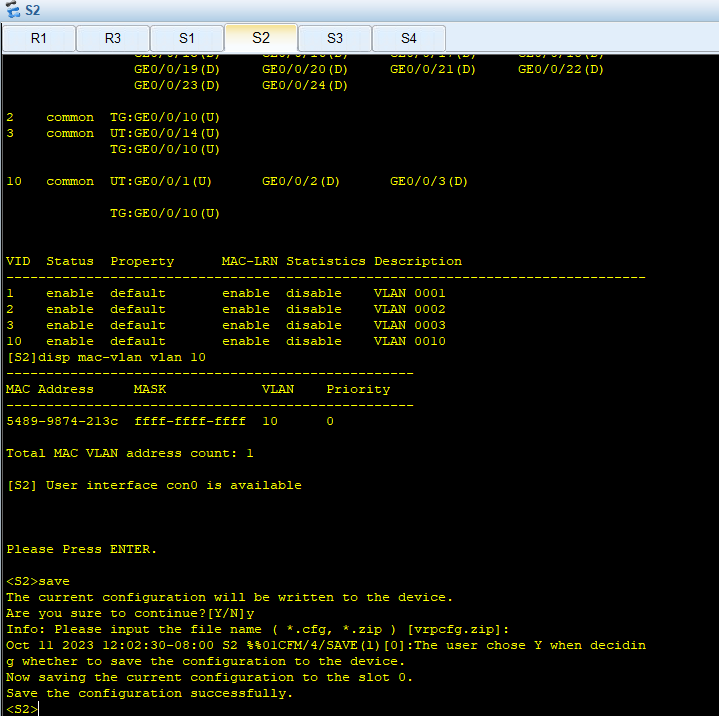 S2
R1 R3 S1 S2 S3 S4
GE0/0/19(D) GE0/0/20(D) GE0/0/21(D) GE0/0/22(D)
GE0/0/23(D) GE0/0/24(D)
2 common TG:GE0/0/10(U)
3 common UT:GE0/0/14(U)
TG:GE0/0/10(U)
10 common UT:GE0/0/1(U) GE0/0/2(D) GE0/0/3(D)
TG:GE0/0/10(U)
VID Status Property MAC-LRN Statistics Description
--------------------------------------------------------------------------------
1 enable default enable disable VLAN 0001
2 enable default enable disable VLAN 0002
3 enable default enable disable VLAN 0003
10 enable default enable disable VLAN 0010
[S2]disp mac-vlan vlan 10
---------------------------------------------------
MAC Address MASK VLAN Priority
---------------------------------------------------
5489-9874-213c ffff-ffff-ffff 10 0
Total MAC VLAN address count: 1
[S2] User interface con0 is available
Please Press ENTER.
<S2>save
The current configuration will be written to the device.
Are you sure to continue?[Y/N]y
Info: Please input the file name ( *.cfg, *.zip ) [vrpcfg.zip]:
Oct 11 2023 12:02:30-08:00 S2 %%01CFM/4/SAVE(l)[0]:The user chose Y when decidin
g whether to save the configuration to the device.
Now saving the current configuration to the slot 0.
Save the configuration successfully.
<S2>